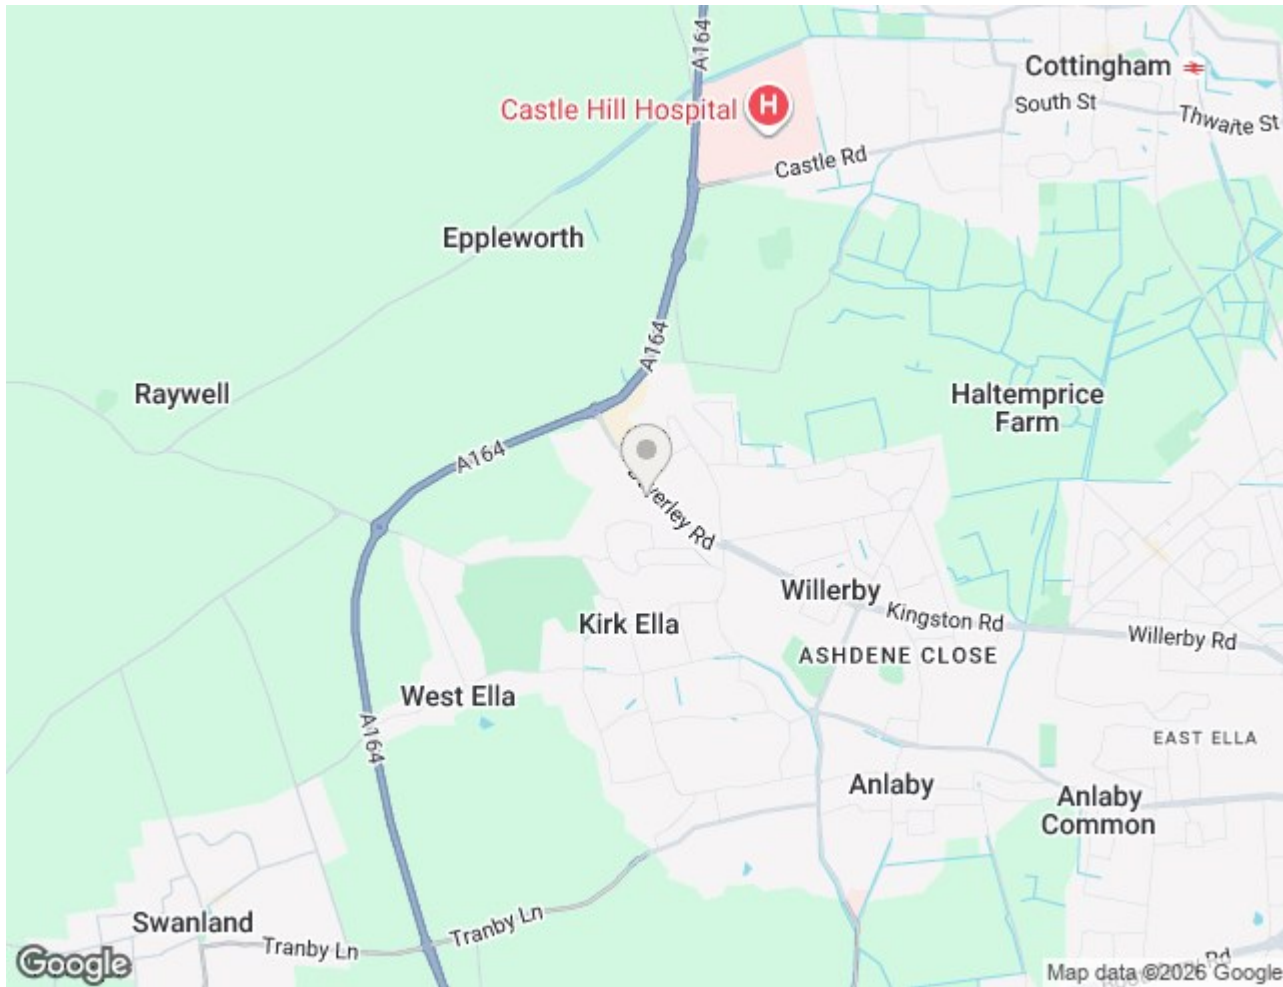 A164
Cottingham
Castle Hill Hospital
H
South St
Thwaite St
Castle Rd
Eppleworth
A164
Raywell
Haltemprice
Farm
A164
Beverley Rd
Willerby
Kingston Rd
Kirk Ella
Willerby Rd
ASHDENE CLOSE
West Ella
A164
EAST ELLA
Anlaby
Anlaby
Common
Swanland
Tranby Ln
Tranby Ln
Google
Map data ©2026 Google